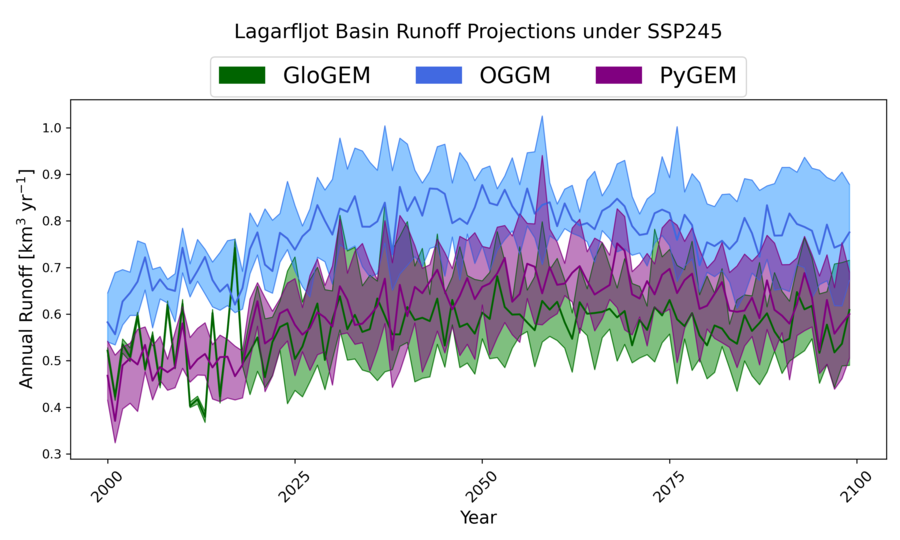 Lagarfljot Basin Runoff Projections under SSP245
GloGEM OGGM PyGEM
Annual Runoff [km³ yr⁻¹]
1.0
0.9
0.8
0.7
0.6
0.5
0.4
0.3
2000 2025 2050 2075 2100
Year